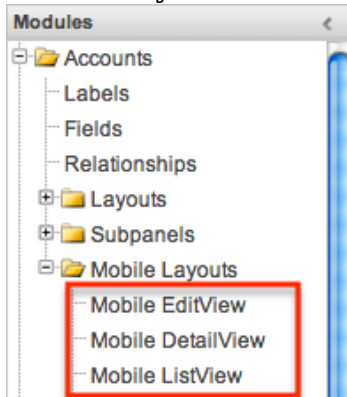 Modules
Accounts
Labels
Fields
Relationships
Layouts
Subpanels
Mobile Layouts
Mobile EditView
Mobile DetailView
Mobile ListView